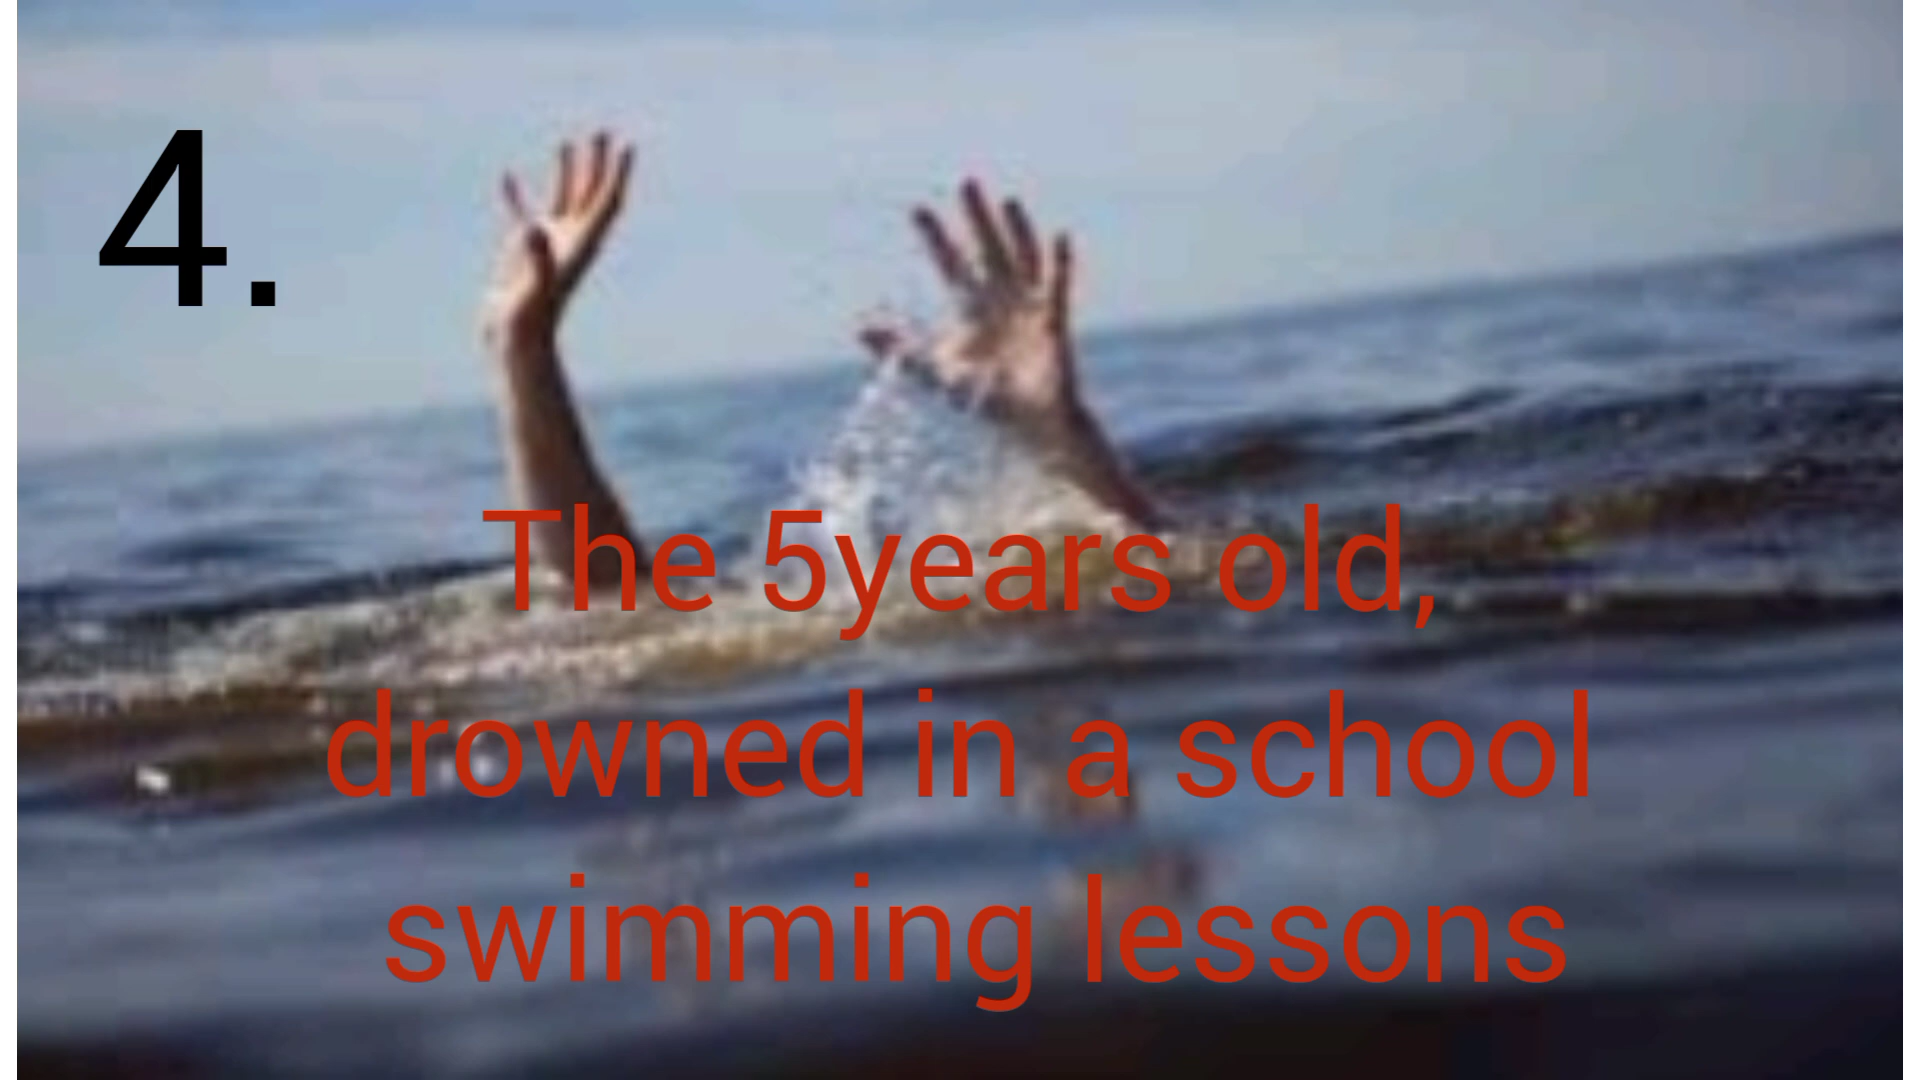 4.
The 5years old,
drowned in a school
swimming lessons